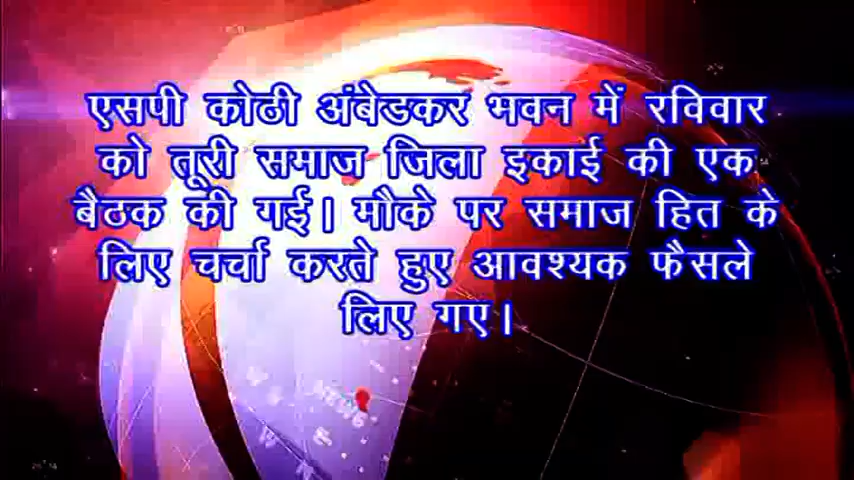 एसपी कोठी अंबेडकर भवन में रविवार
को तूरी समाज जिला इकाई की एक
बैठक की गई। मौके पर समाज हित के
लिए चर्चा करते हुए आवश्यक फैसले
लिए गए।